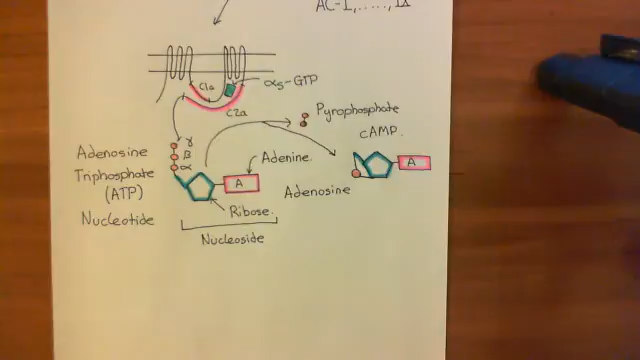 AC-I,....., IX
C1a
αs-GTP
C2a
Pyrophosphate
cAMP.
γ
β
α
Adenosine
Triphosphate
(ATP)
Nucleotide
Adenine.
A
A
Adenosine
Ribose.
Nucleoside